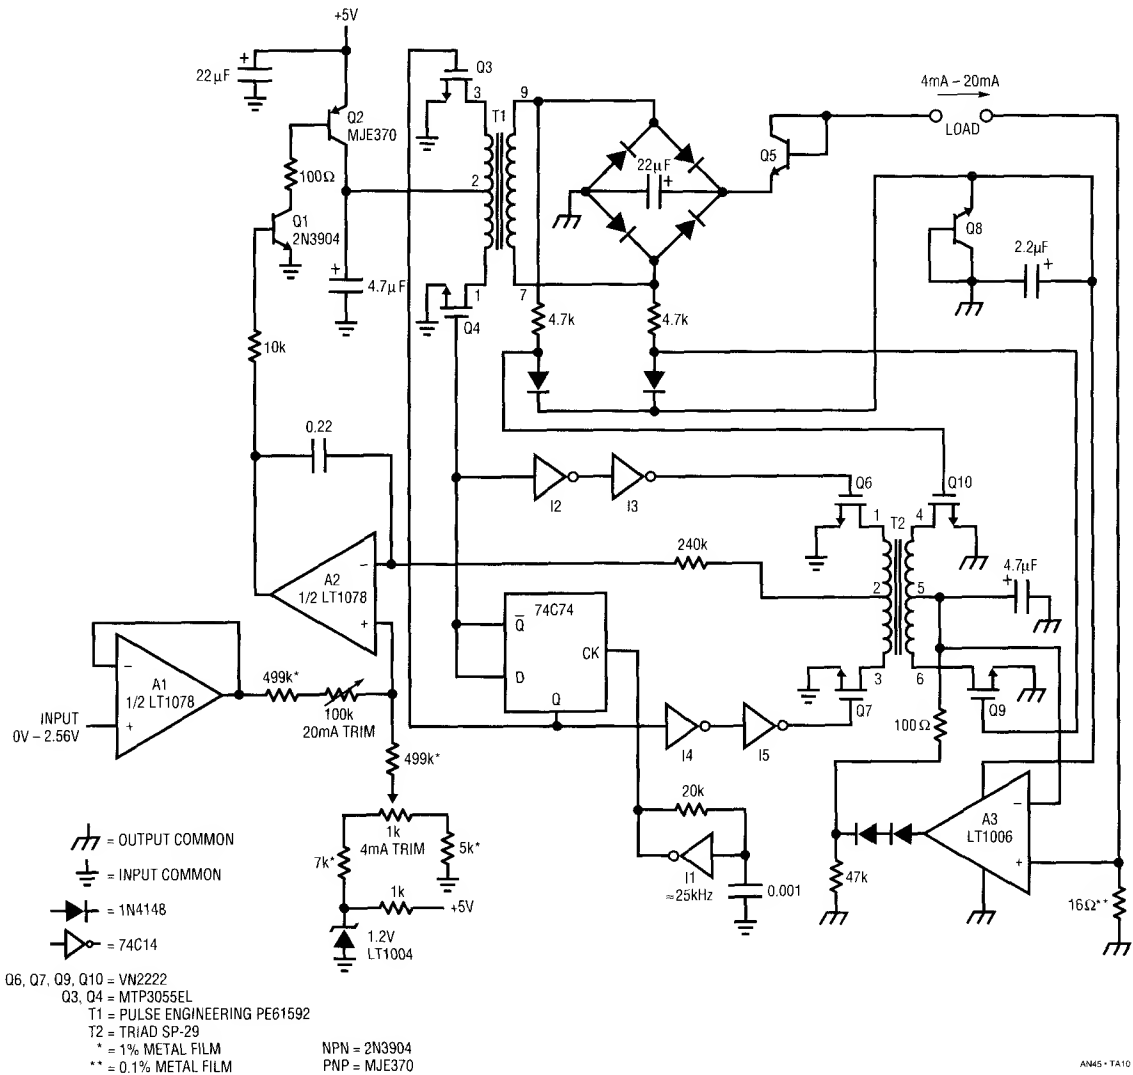 +5V
22µF
+
Q2
MJE370
100Ω
Q1
2N3904
+
4.7µF
10k
0.22
Q3
3
T1
9
2
1
7
Q4
22µF
+
Q5
4mA – 20mA
LOAD
Q8
2.2µF
+
4.7k
4.7k
I2
I3
Q6
Q10
1
T2
4
240k
2
5
4.7µF
+
3
6
Q7
Q9
A2
1/2 LT1078
–
+
74C74
Q
CK
D
Q
A1
1/2 LT1078
–
+
INPUT
0V – 2.56V
499k*
100k
20mA TRIM
499k*
I4
I5
100Ω
A3
LT1006
–
+
47k
16Ω**
20k
I1
≈25kHz
0.001
1k
4mA TRIM
7k*
5k*
1k
+5V
1.2V
LT1004
= OUTPUT COMMON
= INPUT COMMON
= 1N4148
= 74C14
Q6, Q7, Q9, Q10 = VN2222
Q3, Q4 = MTP3055EL
T1 = PULSE ENGINEERING PE61592
T2 = TRIAD SP-29
* = 1% METAL FILM
** = 0.1% METAL FILM
NPN = 2N3904
PNP = MJE370
AN45 • TA10